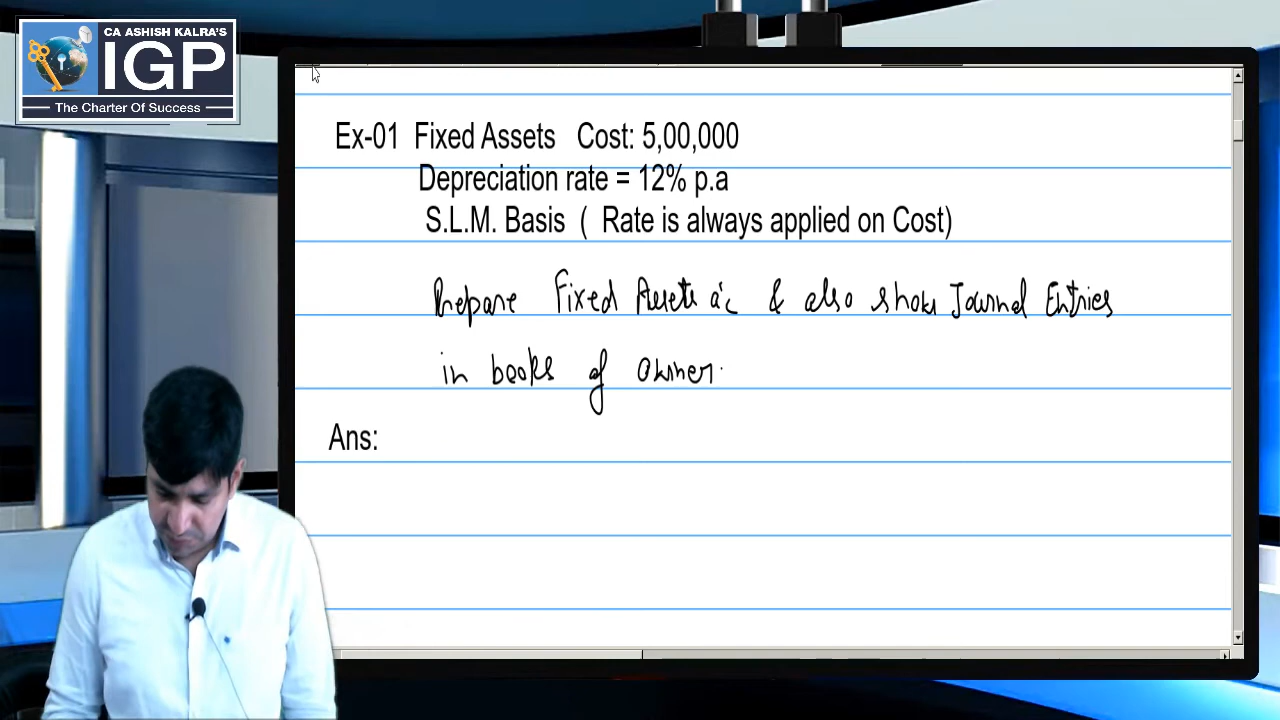 CA ASHISH KALRA'S
IGP
The Charter Of Success
Ex-01 Fixed Assets Cost: 5,00,000
Depreciation rate = 12% p.a
S.L.M. Basis ( Rate is always applied on Cost)
Prepare Fixed Assets a/c & also show Journal Entries
in books of owner.
Ans: